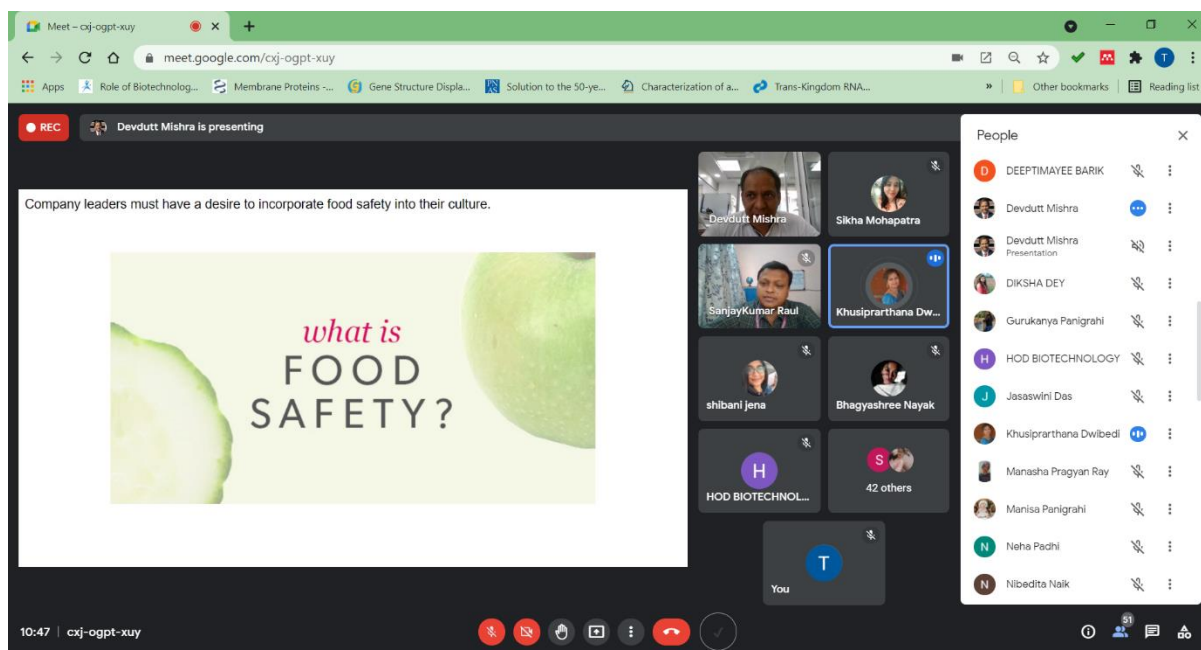 Meet – cxj-ogpt-xuy
meet.google.com/cxj-ogpt-xuy
T
Apps
Role of Biotechnolog...
Membrane Proteins -...
Gene Structure Displa...
Solution to the 50-ye...
Characterization of a...
Trans-Kingdom RNA...
»
Other bookmarks
Reading list
REC
Devdutt Mishra is presenting
Company leaders must have a desire to incorporate food safety into their culture.
what is
FOOD
SAFETY?
Devdutt Mishra
Sikha Mohapatra
SanjayKumar Raul
Khusiprarthana Dw...
shibani jena
Bhagyashree Nayak
H
HOD BIOTECHNOL...
S
42 others
T
You
People
D DEEPTIMAYEE BARIK
Devdutt Mishra
Devdutt Mishra
Presentation
DIKSHA DEY
Gurukanya Panigrahi
H HOD BIOTECHNOLOGY
J Jasaswini Das
Khusiprarthana Dwibedi
Manasha Pragyan Ray
Manisa Panigrahi
N Neha Padhi
N Nibedita Naik
10:47 | cxj-ogpt-xuy
51